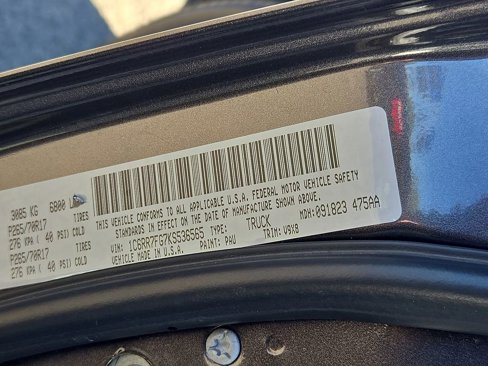 3085 KG 6800 LB
P265/70R17 TIRES
276 KPA ( 40 PSI) COLD
P265/70R17 TIRES
276 KPA ( 40 PSI) COLD
THIS VEHICLE CONFORMS TO ALL APPLICABLE U.S.A. FEDERAL MOTOR VEHICLE SAFETY
STANDARDS IN EFFECT ON THE DATE OF MANUFACTURE SHOWN ABOVE.
VIN: 1C6RR7FG7KS536565 TYPE: TRUCK MDH: 091823 475AA
VEHICLE MADE IN U.S.A. PAINT: PAU TRIM: V9X8